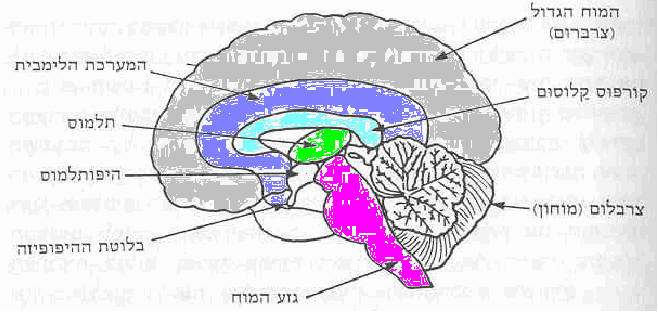 המוח הגדול
(צרברום)
המערכת הלימבית
קורפוס קלוסום
תלמוס
היפותלמוס
צרבלום (מוחון)
בלוטת ההיפופיזה
גזע המוח